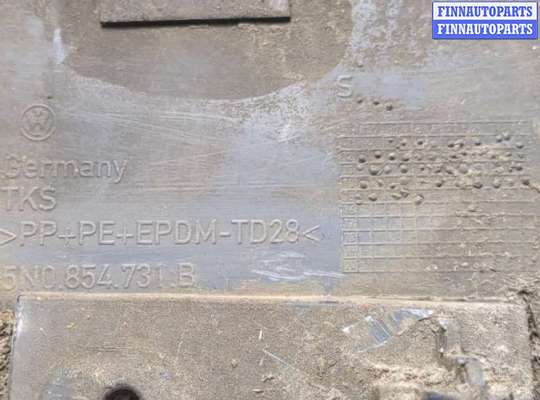 FINNAUTOPARTS
FINNAUTOPARTS
S
Germany
TKS
>PP+PE+EPDM-TD28<
5N0.854.731.B